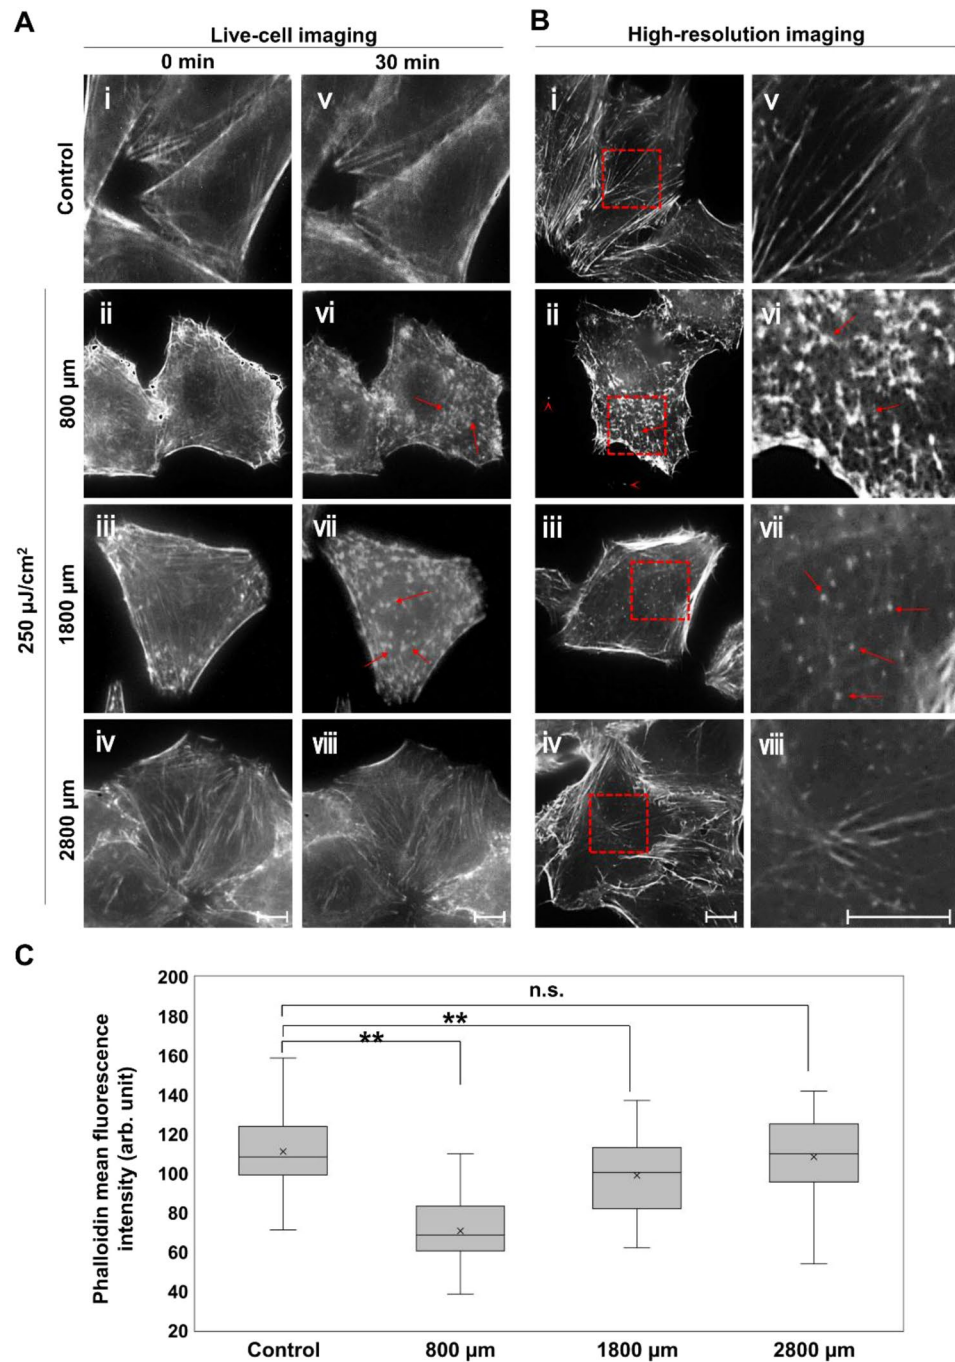 A
B
Live-cell imaging
High-resolution imaging
0 min
30 min
Control
i
v
i
v
800 µm
ii
vi
ii
vi
250 µJ/cm²
1800 µm
iii
vii
iii
vii
2800 µm
iv
viii
iv
viii
C
Phalloidin mean fluorescence
intensity (arb. unit)
200
180
160
140
120
100
80
60
40
20
n.s.
**
**
Control
800 µm
1800 µm
2800 µm